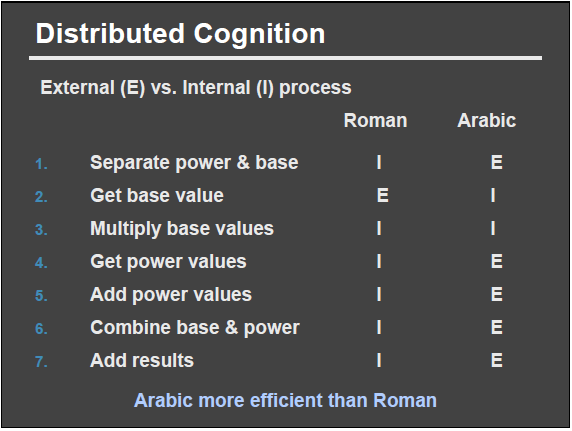 Distributed Cognition
External (E) vs. Internal (I) process
Roman Arabic
1. Separate power & base I E
2. Get base value E I
3. Multiply base values I I
4. Get power values I E
5. Add power values I E
6. Combine base & power I E
7. Add results I E
Arabic more efficient than Roman